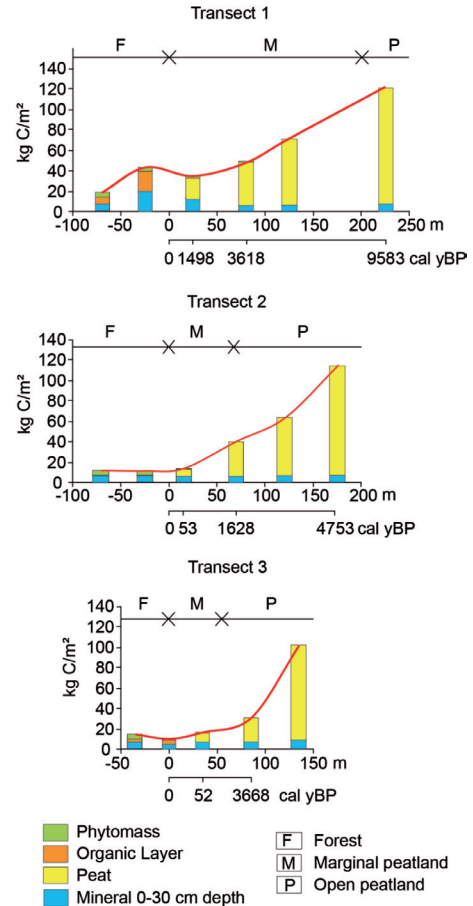 Transect 1
F M P
kg C/m²
140
120
100
80
60
40
20
0
-100 -50 0 50 100 150 200 250 m
0 1498 3618 9583 cal yBP
Transect 2
F M P
kg C/m²
140
120
100
80
60
40
20
0
-100 -50 0 50 100 150 200 m
0 53 1628 4753 cal yBP
Transect 3
F M P
kg C/m²
140
120
100
80
60
40
20
0
-50 0 50 100 150 m
0 52 3668 cal yBP
Phytomass
Organic Layer
Peat
Mineral 0-30 cm depth
F Forest
M Marginal peatland
P Open peatland